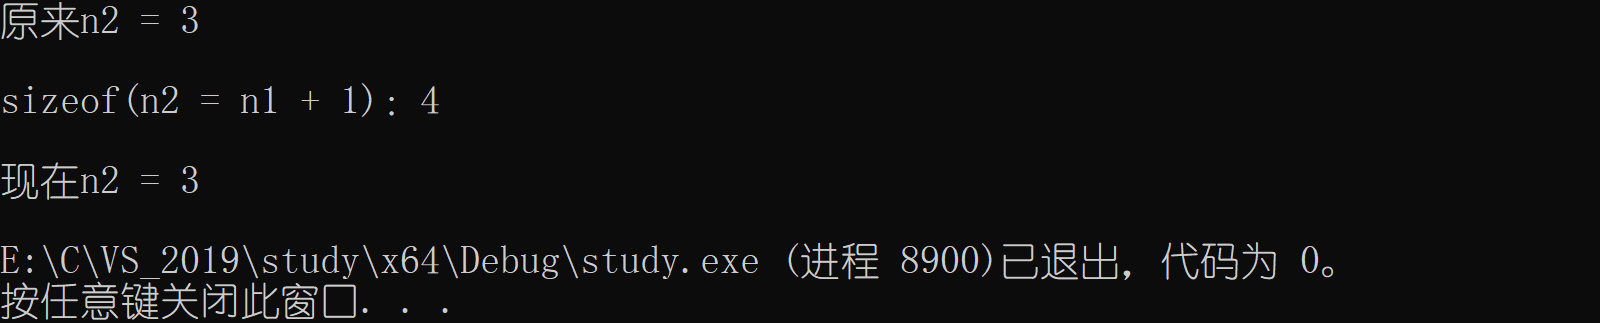 原来n2 = 3
sizeof(n2 = n1 + 1): 4
现在n2 = 3
E:\C\VS_2019\study\x64\Debug\study.exe (进程 8900)已退出，代码为 0。
按任意键关闭此窗口. . .